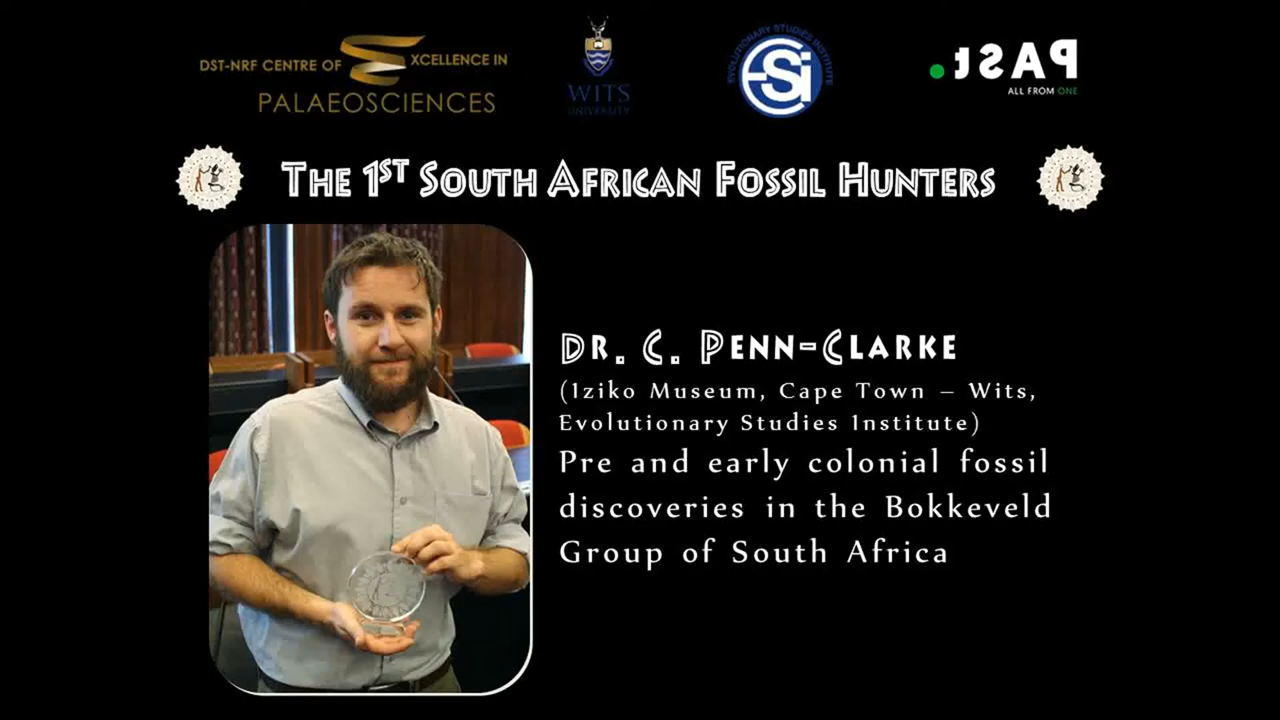 DST-NRF CENTRE OF XCELLENCE IN
PALAEOSCIENCES
WITS
UNIVERSITY
EVOLUTIONARY STUDIES INSTITUTE
ESi
PAST.
ALL FROM ONE
THE 1ST SOUTH AFRICAN FOSSIL HUNTERS
DR. C. PENN-CLARKE
(Iziko Museum, Cape Town – Wits,
Evolutionary Studies Institute)
Pre and early colonial fossil
discoveries in the Bokkeveld
Group of South Africa